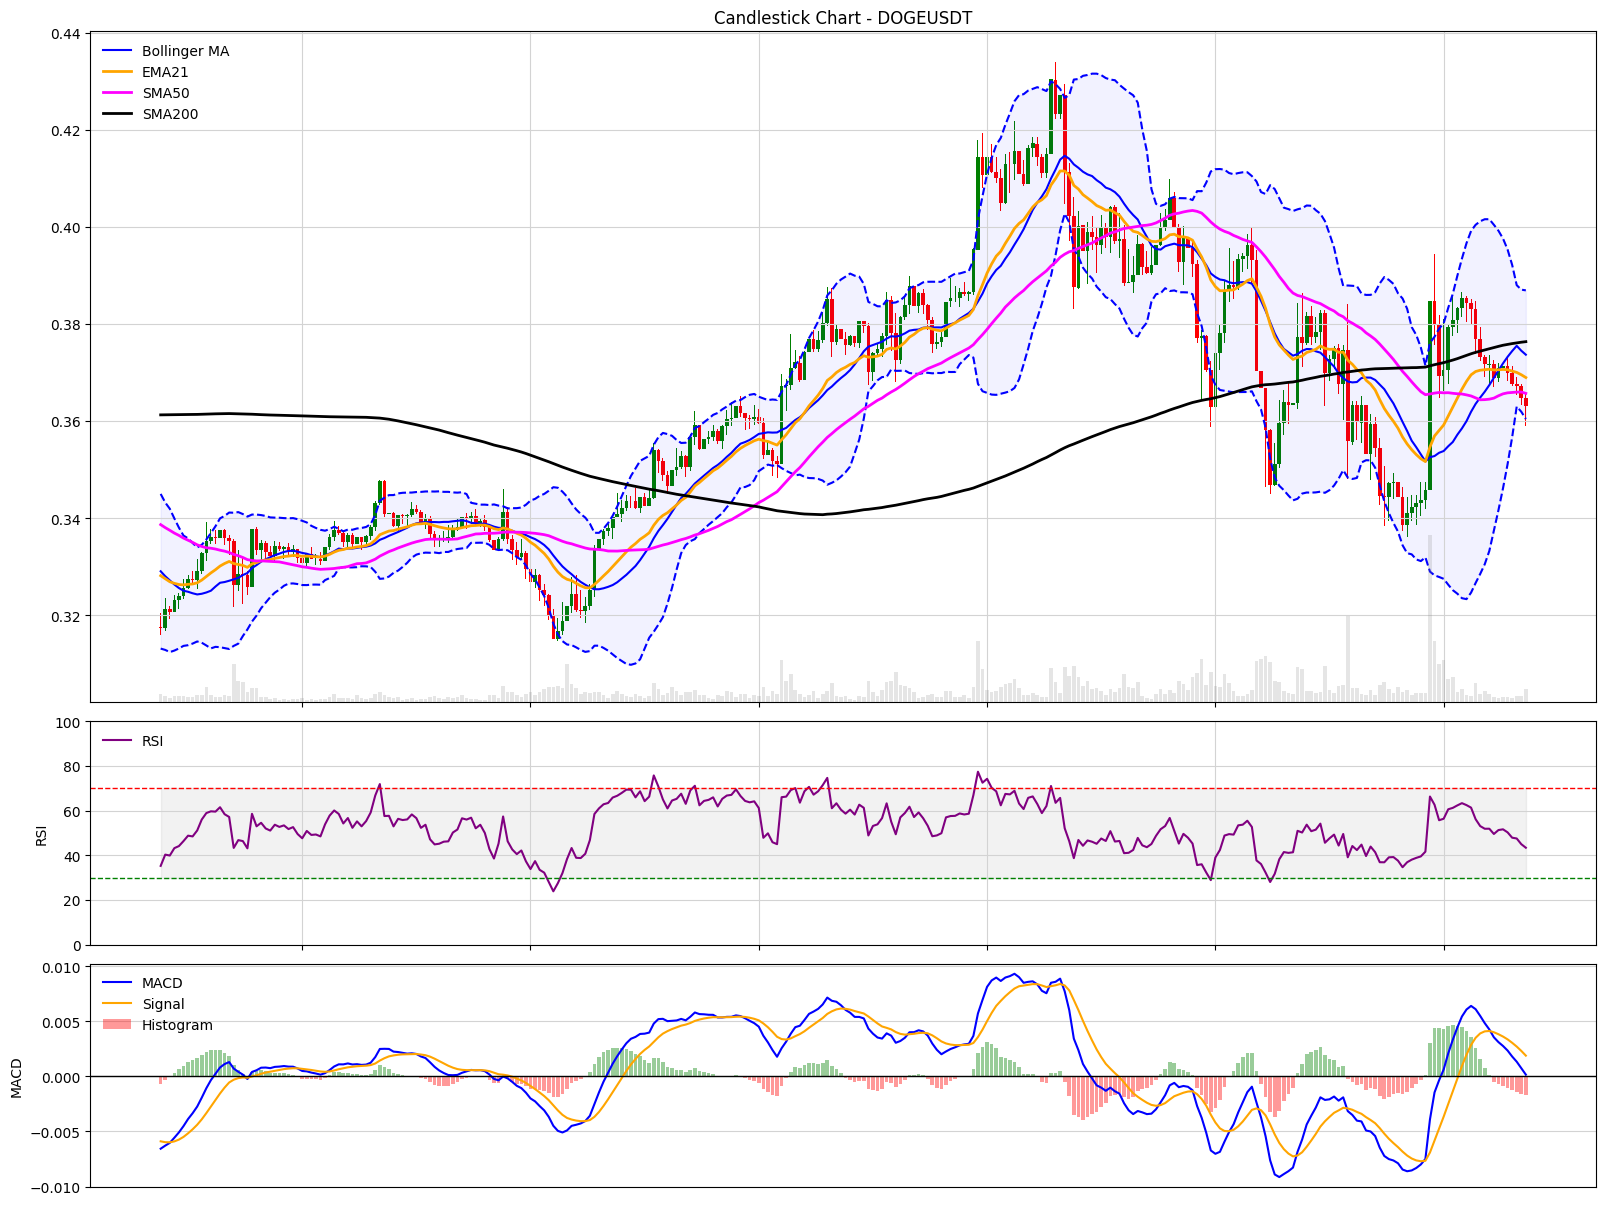 Candlestick Chart - DOGEUSDT
0.44
0.42
0.40
0.38
0.36
0.34
0.32
Bollinger MA
EMA21
SMA50
SMA200
100
80
60
40
20
0
RSI
RSI
0.010
0.005
0.000
−0.005
−0.010
MACD
MACD
Signal
Histogram